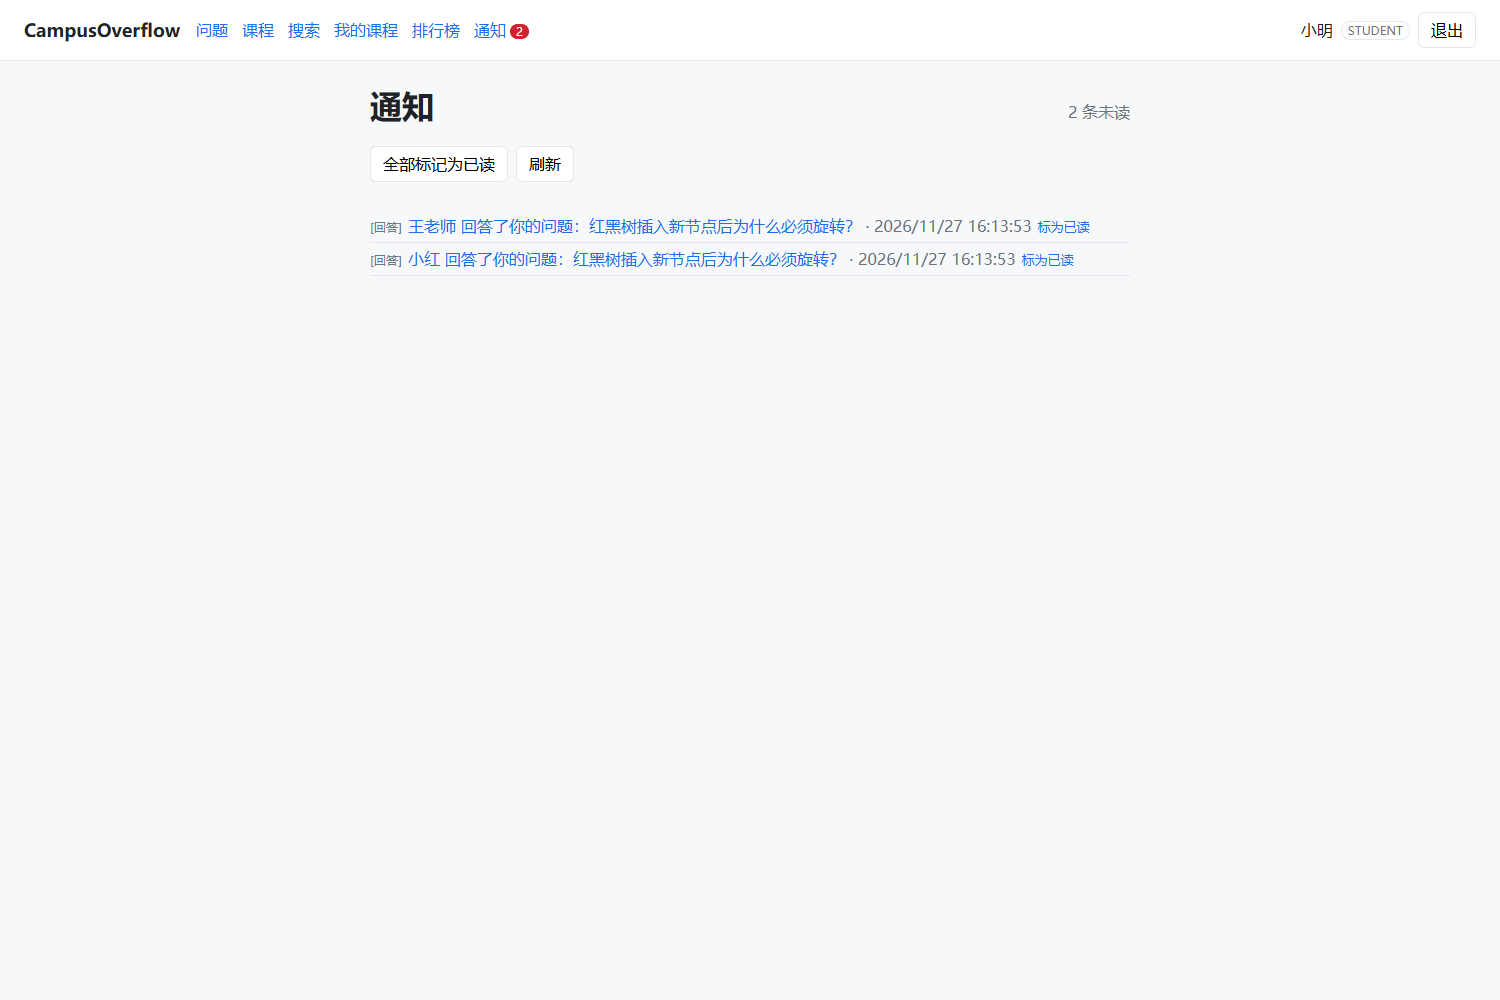 CampusOverflow 问题 课程 搜索 我的课程 排行榜 通知 2 小明 STUDENT 退出
通知 2 条未读
全部标记为已读 刷新
[回答] 王老师 回答了你的问题：红黑树插入新节点后为什么必须旋转？ · 2026/11/27 16:13:53 标为已读
[回答] 小红 回答了你的问题：红黑树插入新节点后为什么必须旋转？ · 2026/11/27 16:13:53 标为已读